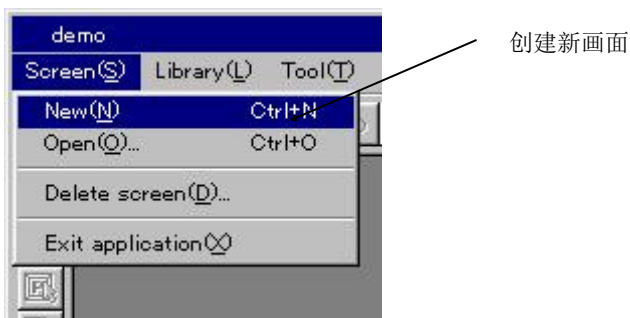 demo
创建新画面
Screen(S) Library(L) Tool(T)
New(N) Ctrl+N
Open(O)... Ctrl+O
Delete screen(D)...
Exit application(X)